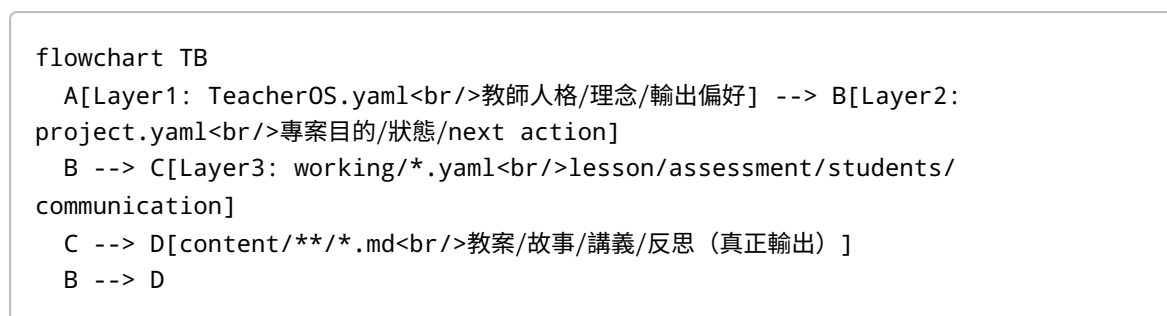 flowchart TB
  A[Layer1: TeacherOS.yaml<br/>教師人格/理念/輸出偏好] --> B[Layer2:
project.yaml<br/>專案目的/狀態/next action]
  B --> C[Layer3: working/*.yaml<br/>lesson/assessment/students/
communication]
  C --> D[content/**/*.md<br/>教案/故事/講義/反思（真正輸出）]
  B --> D